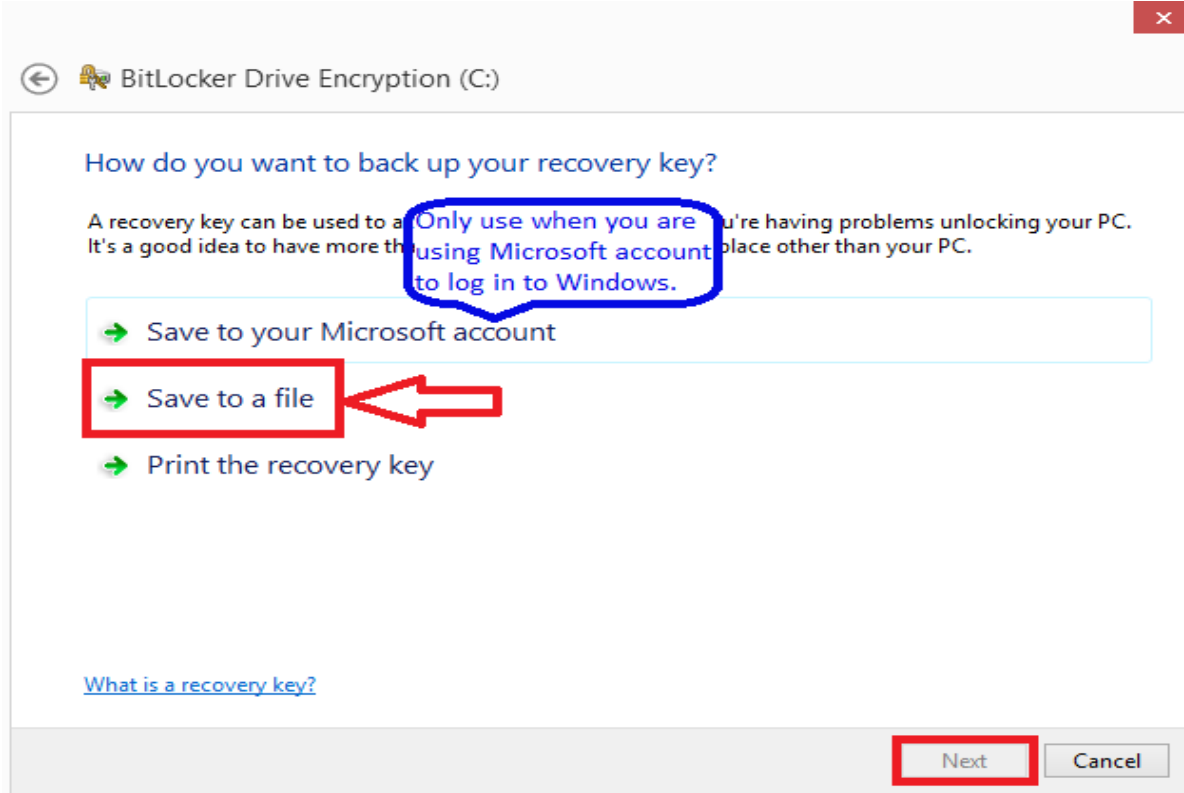 BitLocker Drive Encryption (C:)
How do you want to back up your recovery key?
A recovery key can be used to a u're having problems unlocking your PC.
It's a good idea to have more th place other than your PC.
Only use when you are
using Microsoft account
to log in to Windows.
Save to your Microsoft account
Save to a file
Print the recovery key
What is a recovery key?
Next
Cancel